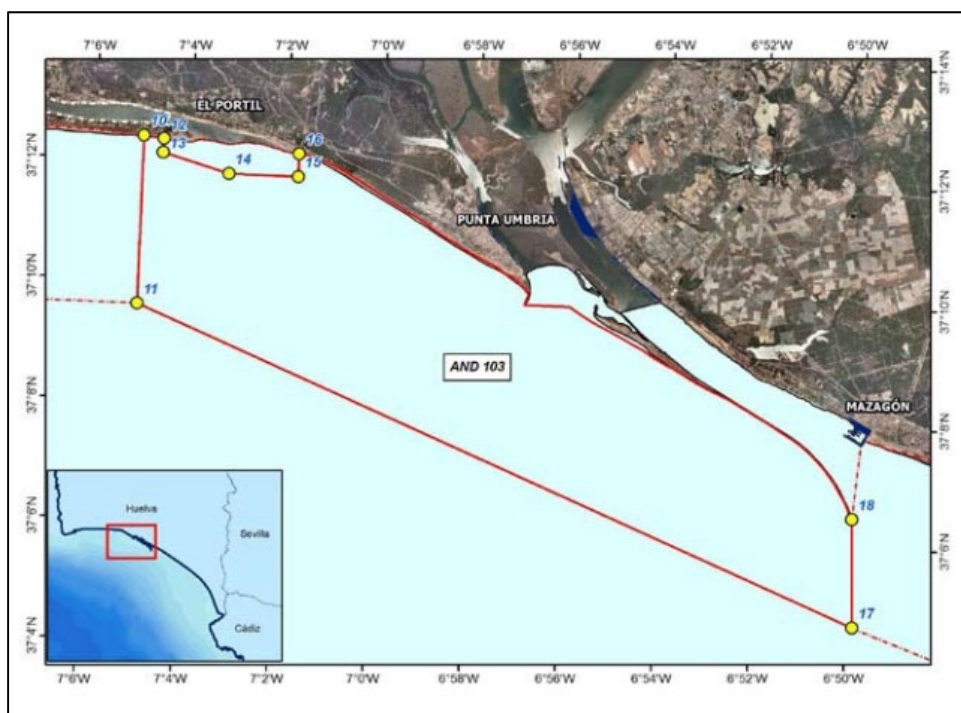 7°6'W 7°4'W 7°2'W 7°0'W 6°58'W 6°56'W 6°54'W 6°52'W 6°50'W
37°14'N
EL PORTIL
10 12
13
16
37°12'N
14
15
37°12'N
PUNTA UMBRIA
37°10'N
11
37°10'N
AND 103
37°8'N
MAZAGÓN
37°8'N
Huelva
Sevilla
Cádiz
37°6'N
18
37°6'N
17
37°4'N
7°6'W 7°4'W 7°2'W 7°0'W 6°58'W 6°56'W 6°54'W 6°52'W 6°50'W